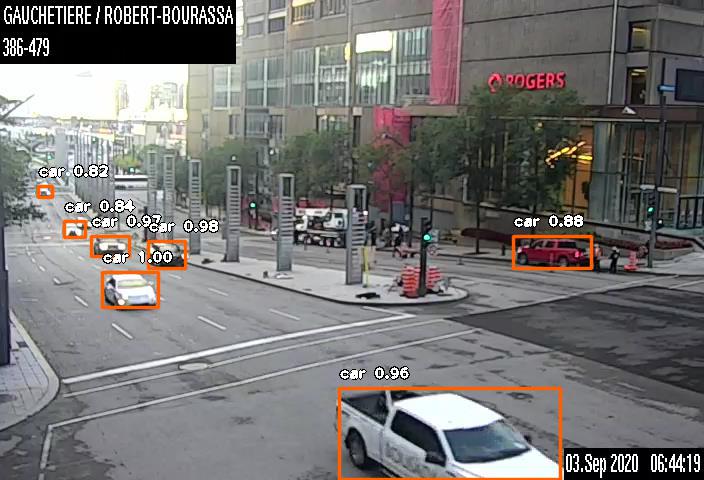 GAUCHETIERE / ROBERT-BOURASSA
386-479
ROGERS
car 0.82
car 0.84
car 0.97
car 0.98
car 0.88
car 1.00
car 0.96
03.Sep 2020 06:44:19